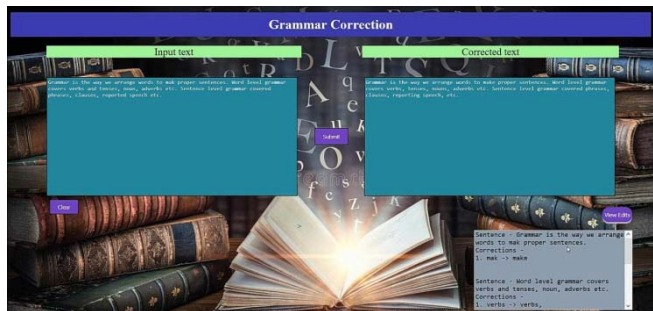 Grammar Correction
Input text
Corrected text
Grammar is the way we arrange words to mak proper sentences. Word level grammar
covers verbs and tenses, noun, adverbs etc. Sentence level grammar covered
phrases, clauses, reported speech etc.
Grammar is the way we arrange words to make proper sentences. Word level grammar
covers verbs, tenses, nouns, adverbs etc. Sentence level grammar covered phrases,
clauses, reporting speech, etc.
Submit
Clear
View Edits
Sentence - Grammar is the way we arrange
words to mak proper sentences.
Corrections -
1. mak -> make
Sentence - Word level grammar covers
verbs and tenses, noun, adverbs etc.
Corrections -
1. verbs -> verbs,